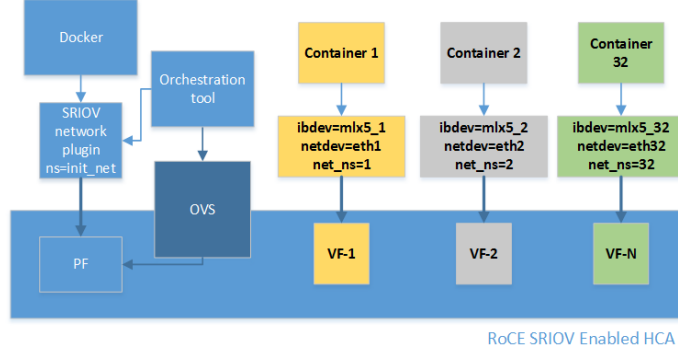 Docker
Orchestration
tool
SRIOV
network
plugin
ns=init_net
OVS
PF
Container 1
ibdev=mlx5_1
netdev=eth1
net_ns=1
VF-1
Container 2
ibdev=mlx5_2
netdev=eth2
net_ns=2
VF-2
Container
32
ibdev=mlx5_32
netdev=eth32
net_ns=32
VF-N
RoCE SRIOV Enabled HCA